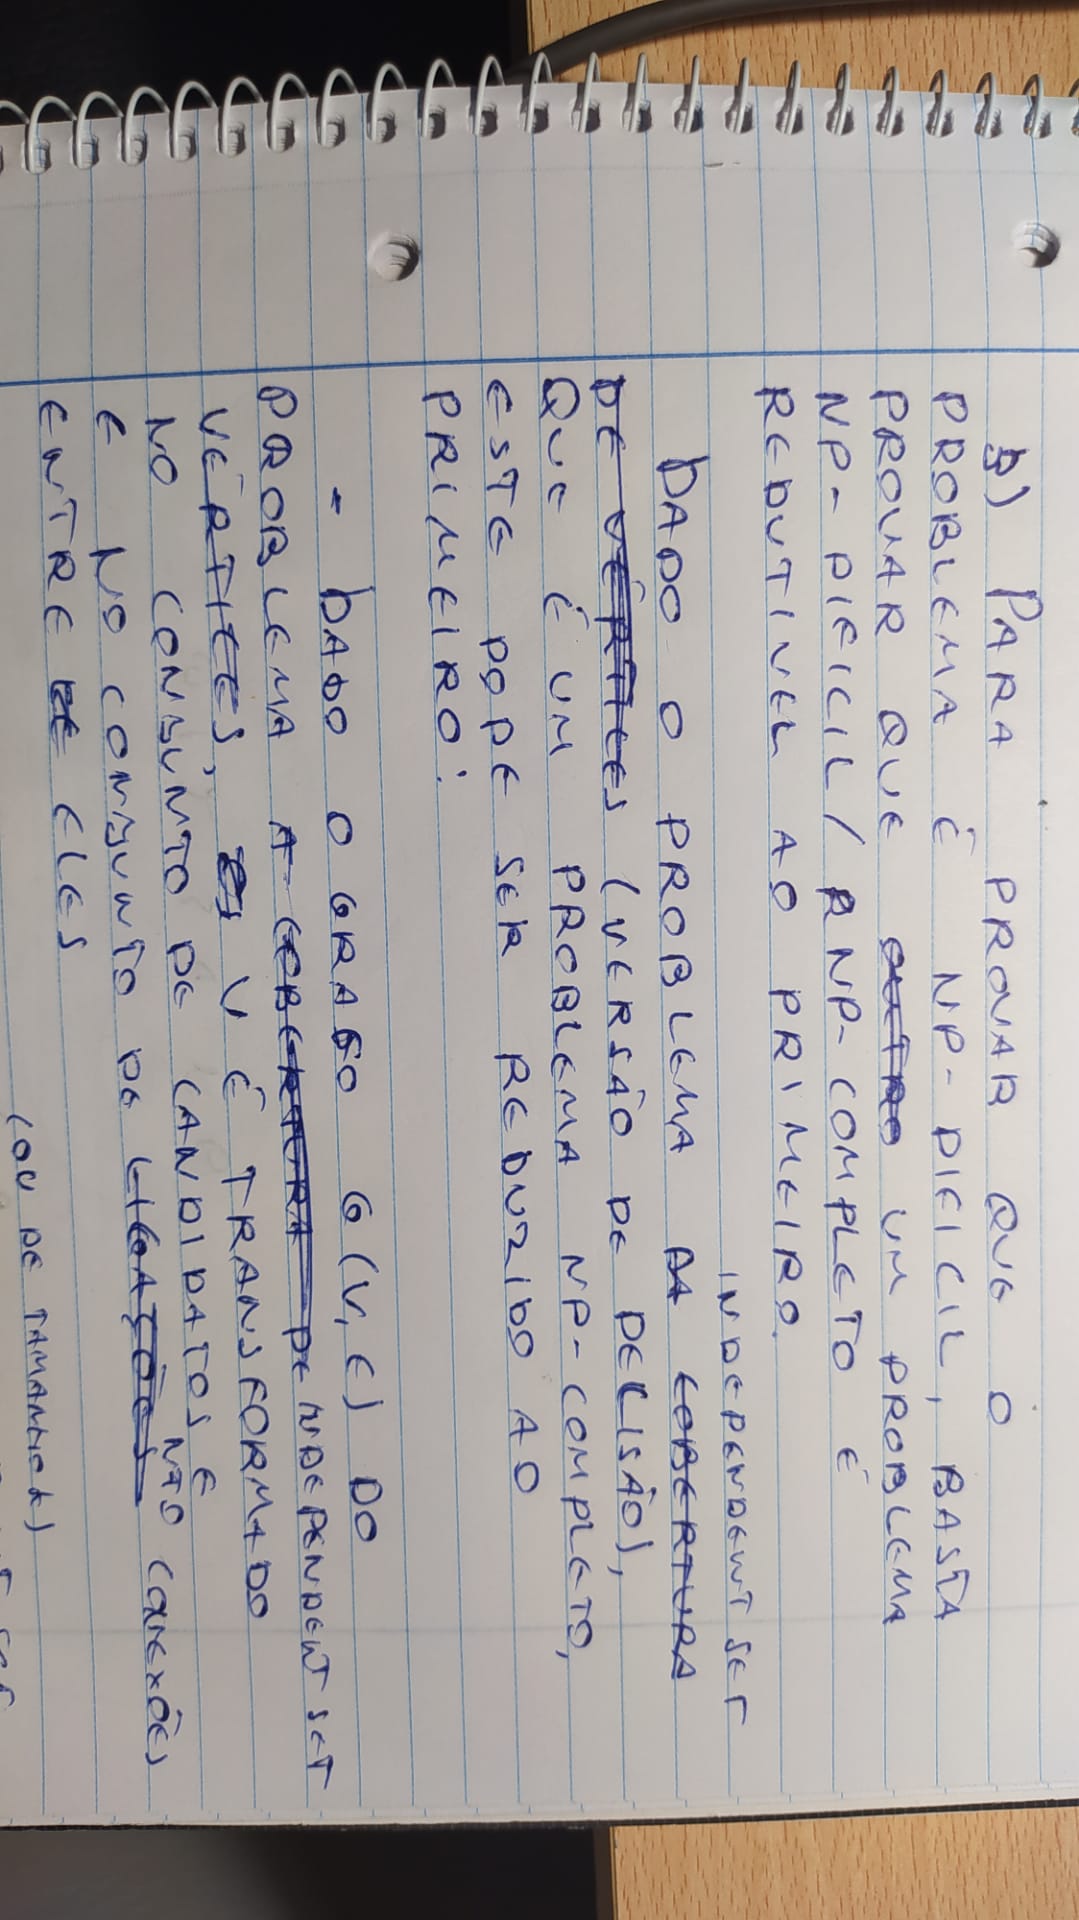 b) PARA PROVAR QUE O
PROBLEMA É NP-DIFICIL, BASTA
PROVAR QUE OUTRO UM PROBLEMA
NP-DIFICIL/ NP-COMPLETO É
REDUTIVEL AO PRIMEIRO.
INDEPENDENT SET
DADO O PROBLEMA DA COBERTURA
DE VÉRTICES (VERSÃO DE DECISÃO),
QUE É UM PROBLEMA NP-COMPLETO,
ESTE PODE SER REDUZIDO AO
PRIMEIRO:
- DADO O GRAFO G(V,E) DO
PROBLEMA A COBERTURA DE INDEPENDENT SET
VÉRTICES, V É TRANSFORMADO
NO CONJUNTO DE CANDIDATOS E
E NO CONJUNTO DE LIGAÇÕES NÃO CONEXÕES
ENTRE ELES
(OU DE TAMANHO K)